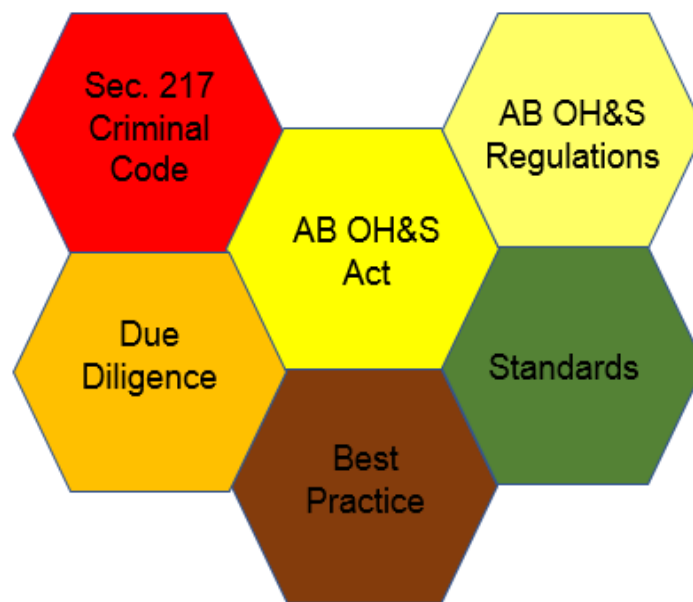 Sec. 217
Criminal
Code
AB OH&S
Regulations
AB OH&S
Act
Due
Diligence
Standards
Best
Practice